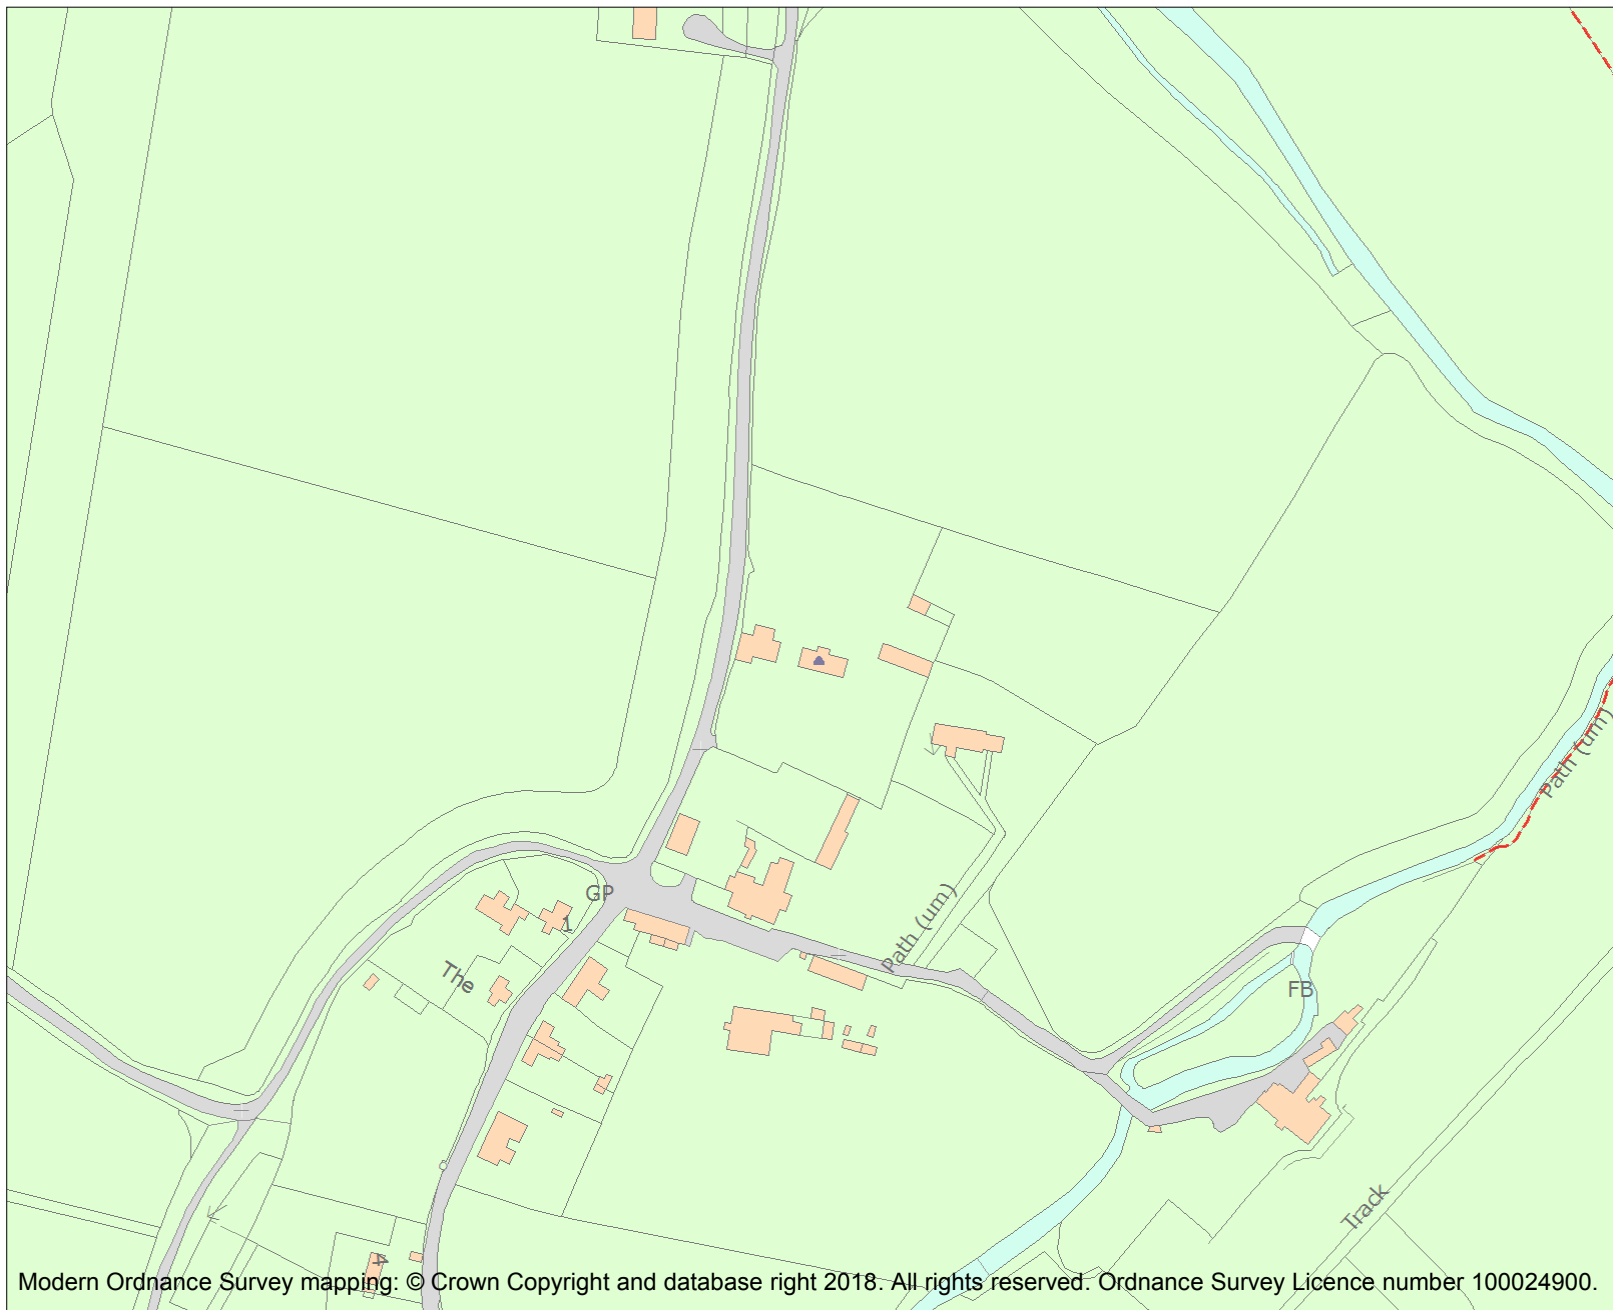 Path (um)
GP
1
Path (um)
The
FB
Track
4
Modern Ordnance Survey mapping: © Crown Copyright and database right 2018. All rights reserved. Ordnance Survey Licence number 100024900.